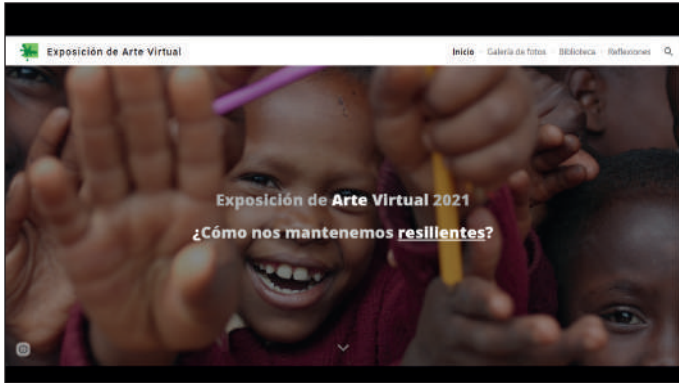 Exposición de Arte Virtual
Inicio Galería de fotos Biblioteca Reflexiones
Exposición de Arte Virtual 2021
¿Cómo nos mantenemos resilientes?